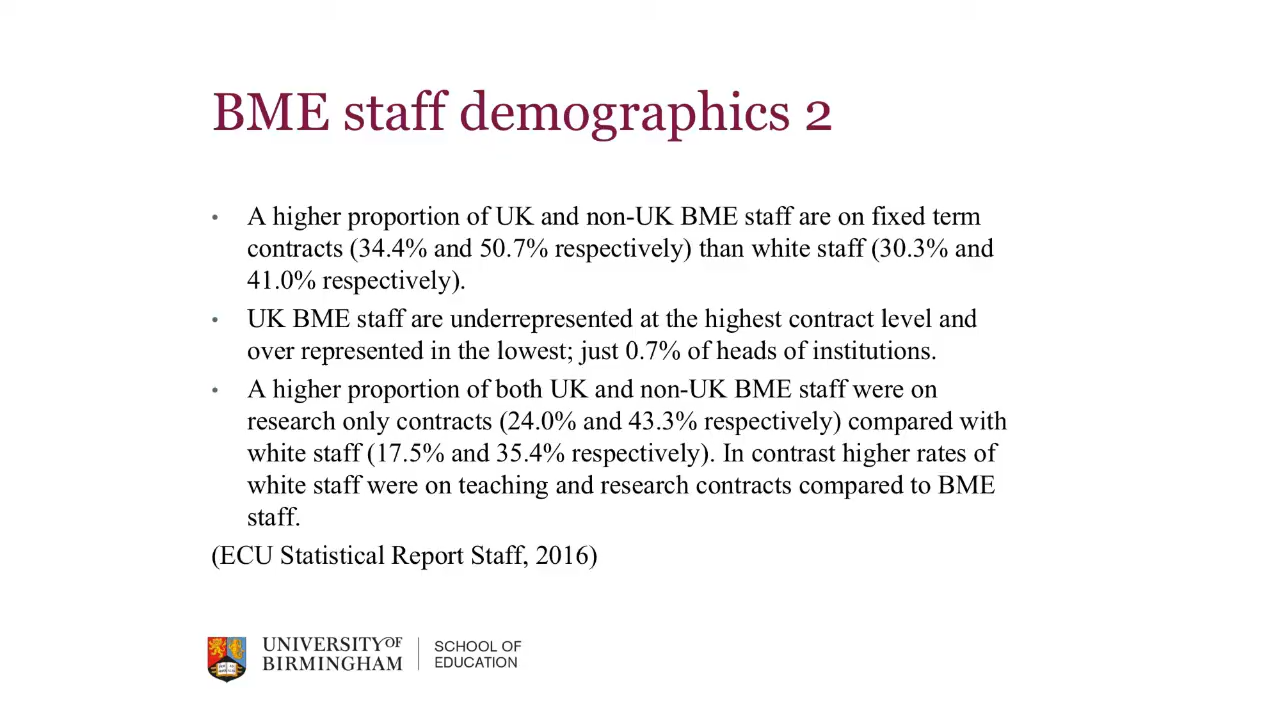 BME staff demographics 2
• A higher proportion of UK and non-UK BME staff are on fixed term
contracts (34.4% and 50.7% respectively) than white staff (30.3% and
41.0% respectively).
• UK BME staff are underrepresented at the highest contract level and
over represented in the lowest; just 0.7% of heads of institutions.
• A higher proportion of both UK and non-UK BME staff were on
research only contracts (24.0% and 43.3% respectively) compared with
white staff (17.5% and 35.4% respectively). In contrast higher rates of
white staff were on teaching and research contracts compared to BME
staff.
(ECU Statistical Report Staff, 2016)
UNIVERSITY OF
BIRMINGHAM
SCHOOL OF
EDUCATION